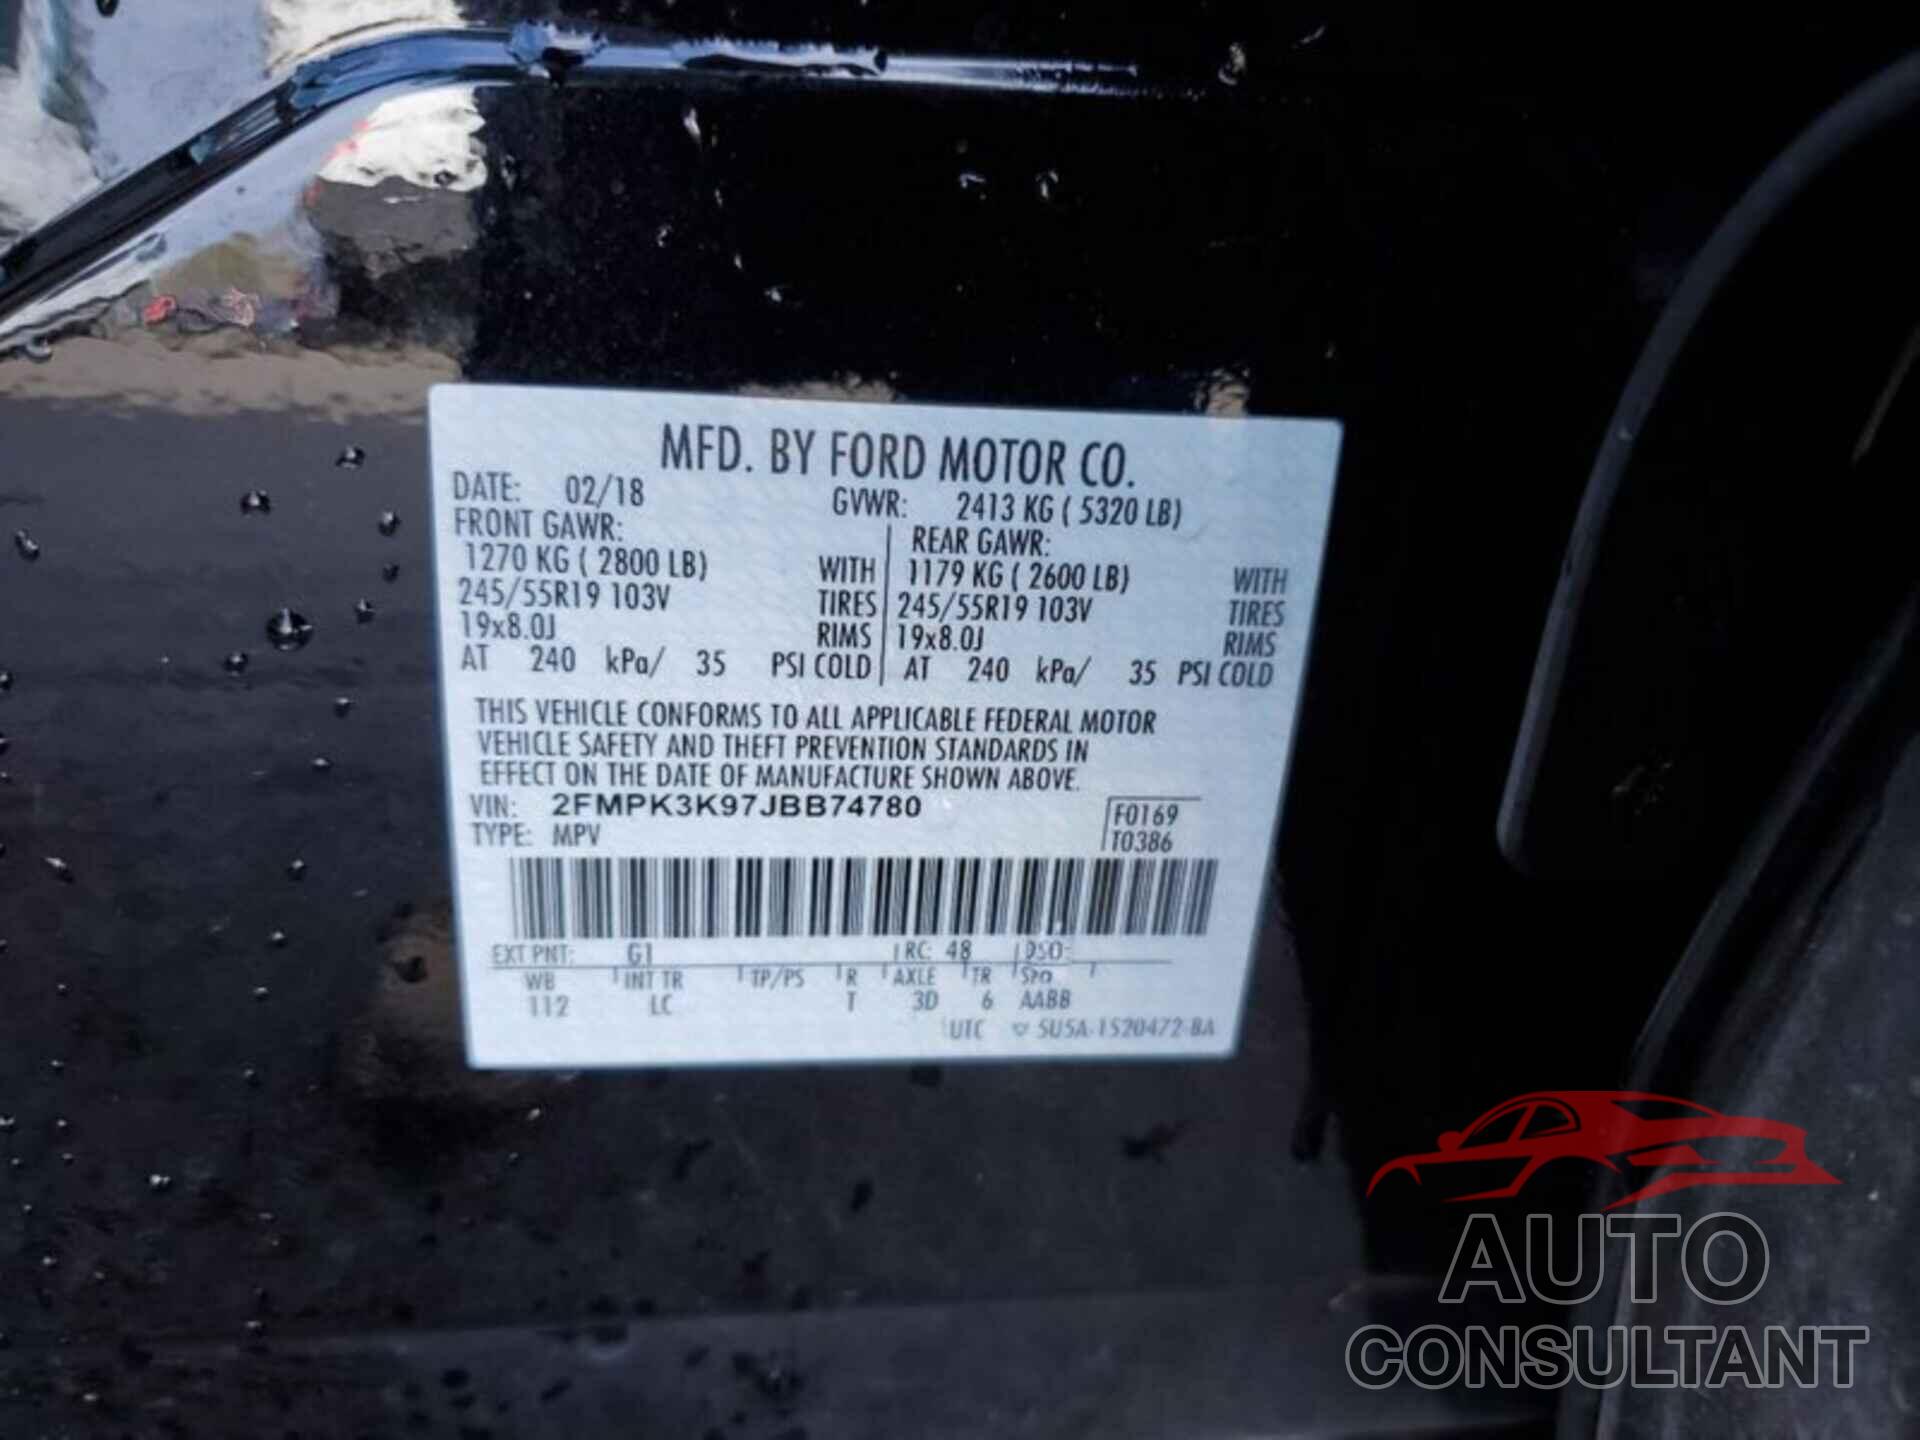 MFD. BY FORD MOTOR CO.
DATE: 02/18 GVWR: 2413 KG ( 5320 LB)
FRONT GAWR: REAR GAWR:
1270 KG ( 2800 LB) WITH 1179 KG ( 2600 LB) WITH
245/55R19 103V TIRES 245/55R19 103V TIRES
19x8.0J RIMS 19x8.0J RIMS
AT 240 kPa/ 35 PSI COLD AT 240 kPa/ 35 PSI COLD
THIS VEHICLE CONFORMS TO ALL APPLICABLE FEDERAL MOTOR
VEHICLE SAFETY AND THEFT PREVENTION STANDARDS IN
EFFECT ON THE DATE OF MANUFACTURE SHOWN ABOVE.
VIN: 2FMPK3K97JBB74780 F0169
TYPE: MPV T0386
EXT PNT: G1 RC: 48 DSO:
WB INT TR TP/PS R AXLE TR
112 LC T 3D 6 AABB
UTC SU5A-1520472-BA
AUTO
CONSULTANT